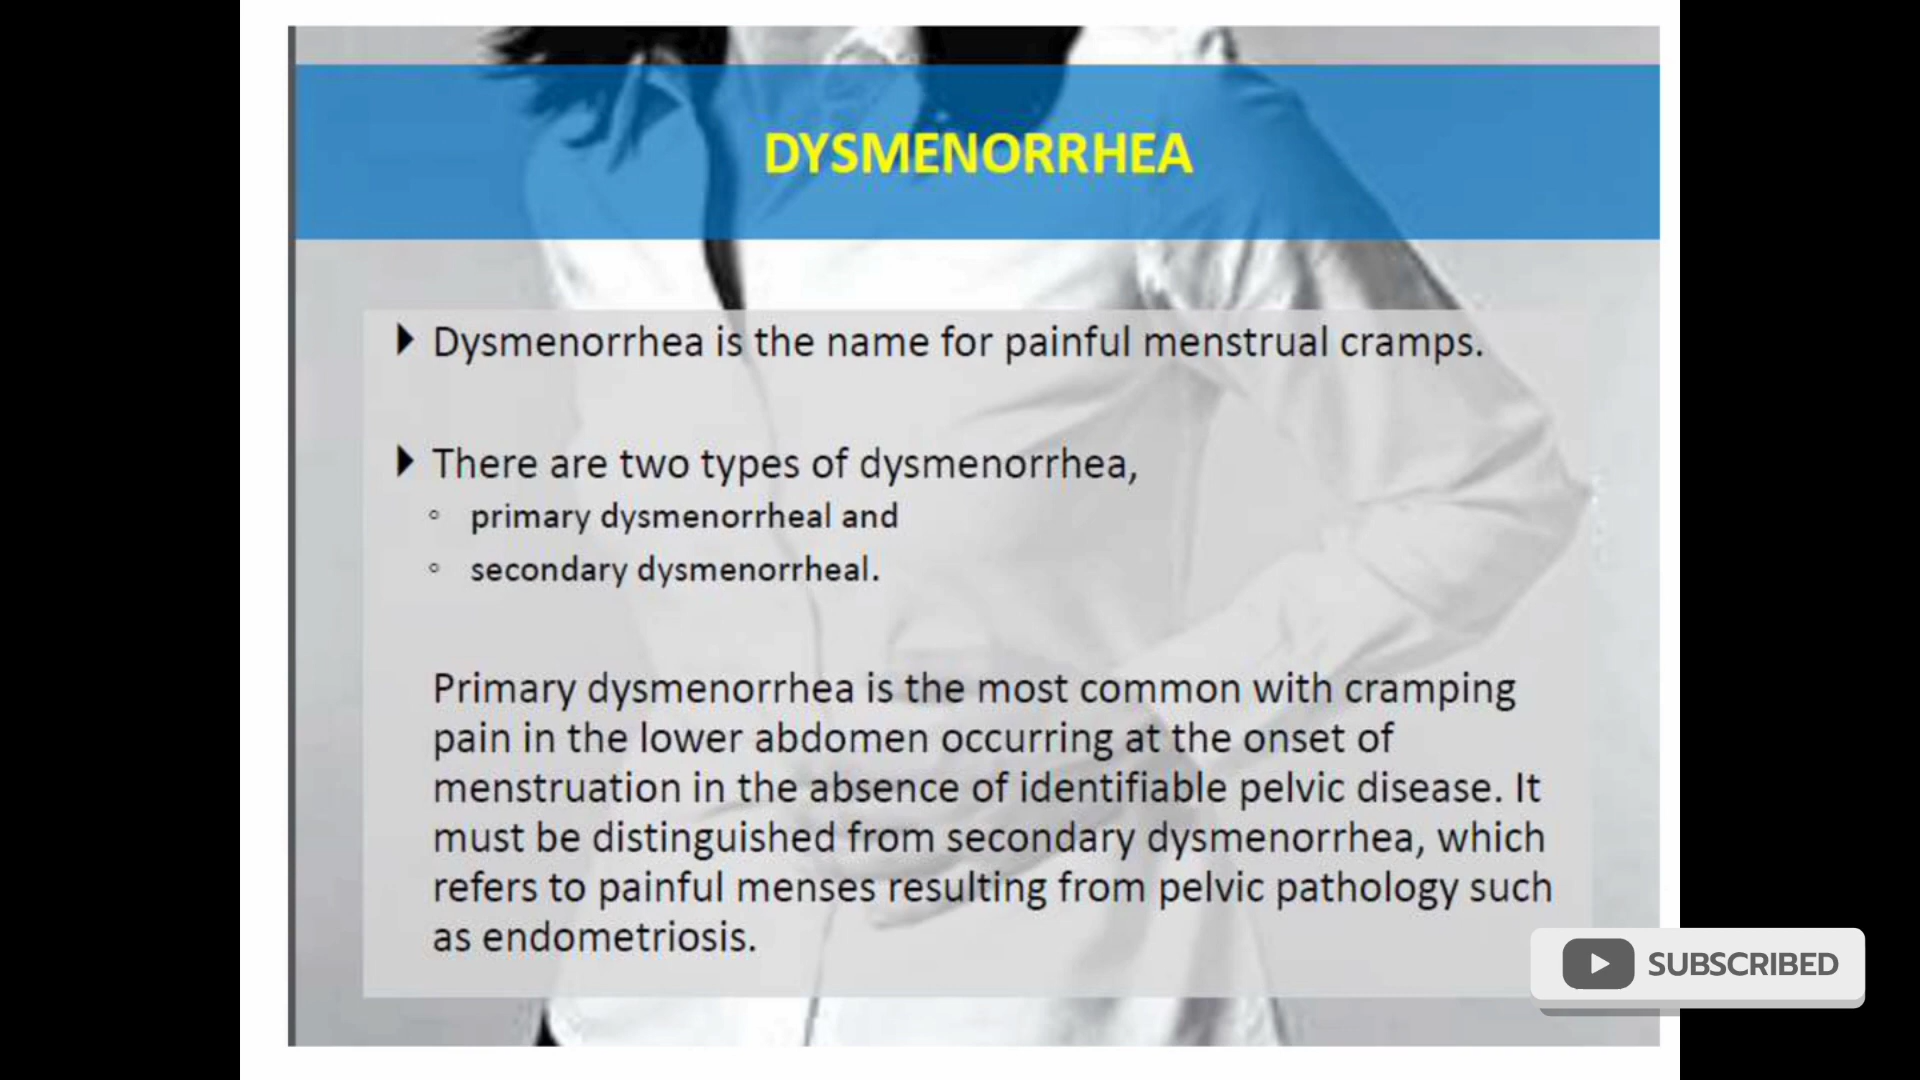 DYSMENORRHEA
Dysmenorrhea is the name for painful menstrual cramps.
There are two types of dysmenorrhea,
primary dysmenorrheal and
secondary dysmenorrheal.
Primary dysmenorrhea is the most common with cramping
pain in the lower abdomen occurring at the onset of
menstruation in the absence of identifiable pelvic disease. It
must be distinguished from secondary dysmenorrhea, which
refers to painful menses resulting from pelvic pathology such
as endometriosis.
SUBSCRIBED